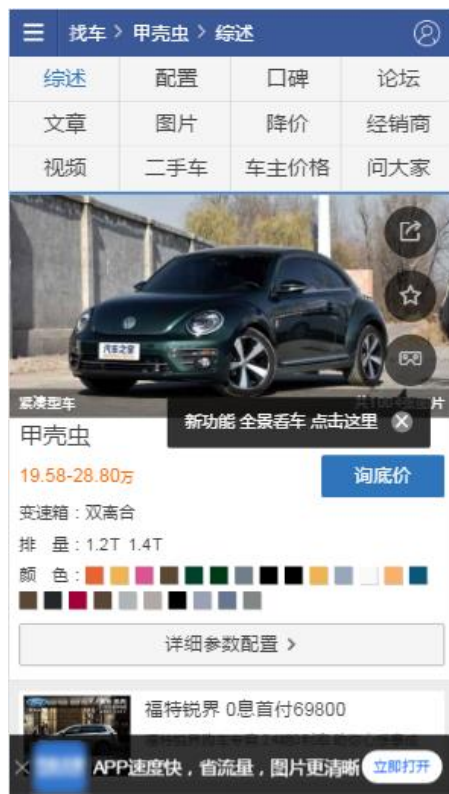 找车 > 甲壳虫 > 综述
综述 配置 口碑 论坛
文章 图片 降价 经销商
视频 二手车 车主价格 问大家
汽车之家
紧凑型车
片
新功能 全景看车 点击这里
甲壳虫
19.58-28.80万
询底价
变速箱：双离合
排 量：1.2T 1.4T
颜 色：
详细参数配置 >
福特锐界 0息首付69800
APP速度快，省流量，图片更清晰
立即打开